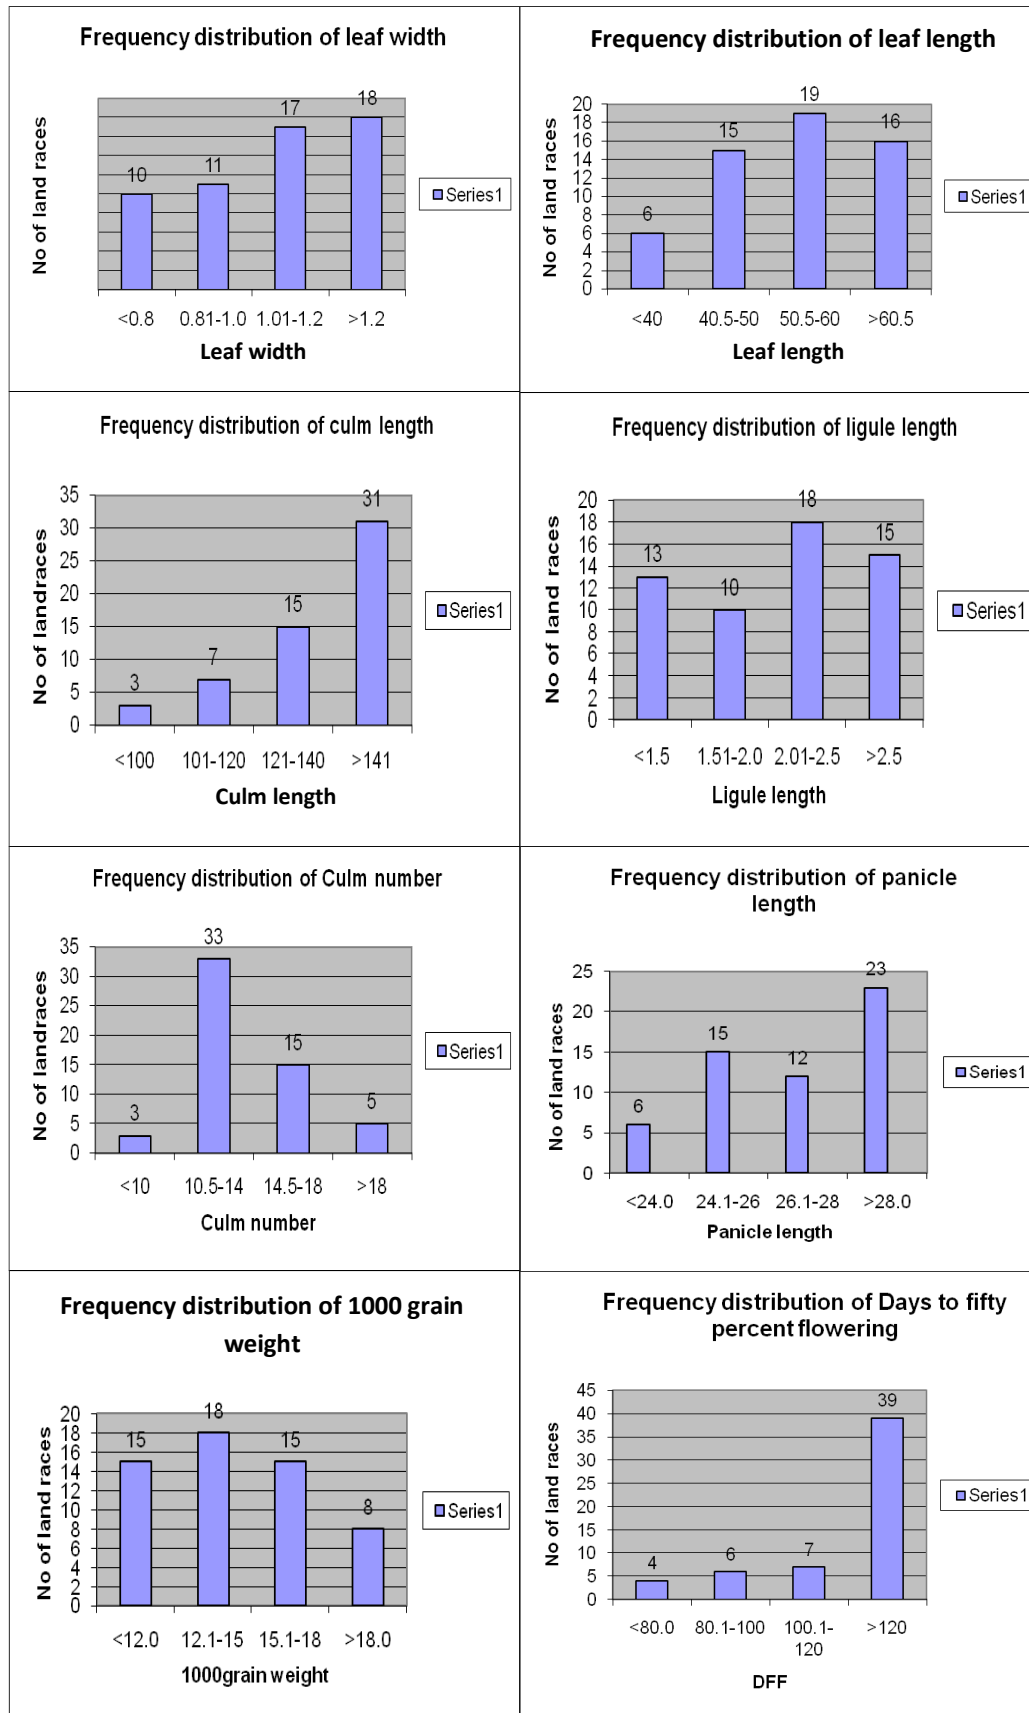 Frequency distribution of leaf width
No of land races
10
11
17
18
Series1
<0.8 0.81-1.0 1.01-1.2 >1.2
Leaf width
Frequency distribution of leaf length
No of land races
20
18
16
14
12
10
8
6
4
2
0
6
15
19
16
Series1
<40 40.5-50 50.5-60 >60.5
Leaf length
Frequency distribution of culm length
No of landraces
35
30
25
20
15
10
5
0
3
7
15
31
Series1
<100 101-120 121-140 >141
Culm length
Frequency distribution of ligule length
No of land races
20
18
16
14
12
10
8
6
4
2
0
13
10
18
15
Series1
<1.5 1.51-2.0 2.01-2.5 >2.5
Ligule length
Frequency distribution of Culm number
No of landraces
35
30
25
20
15
10
5
0
3
33
15
5
Series1
<10 10.5-14 14.5-18 >18
Culm number
Frequency distribution of panicle
length
No of land races
25
20
15
10
5
0
6
15
12
23
Series1
<24.0 24.1-26 26.1-28 >28.0
Panicle length
Frequency distribution of 1000 grain
weight
No of land races
20
18
16
14
12
10
8
6
4
2
0
15
18
15
8
Series1
<12.0 12.1-15 15.1-18 >18.0
1000grain weight
Frequency distribution of Days to fifty
percent flowering
No of land races
45
40
35
30
25
20
15
10
5
0
4
6
7
39
Series1
<80.0 80.1-100 100.1- >120
120
DFF